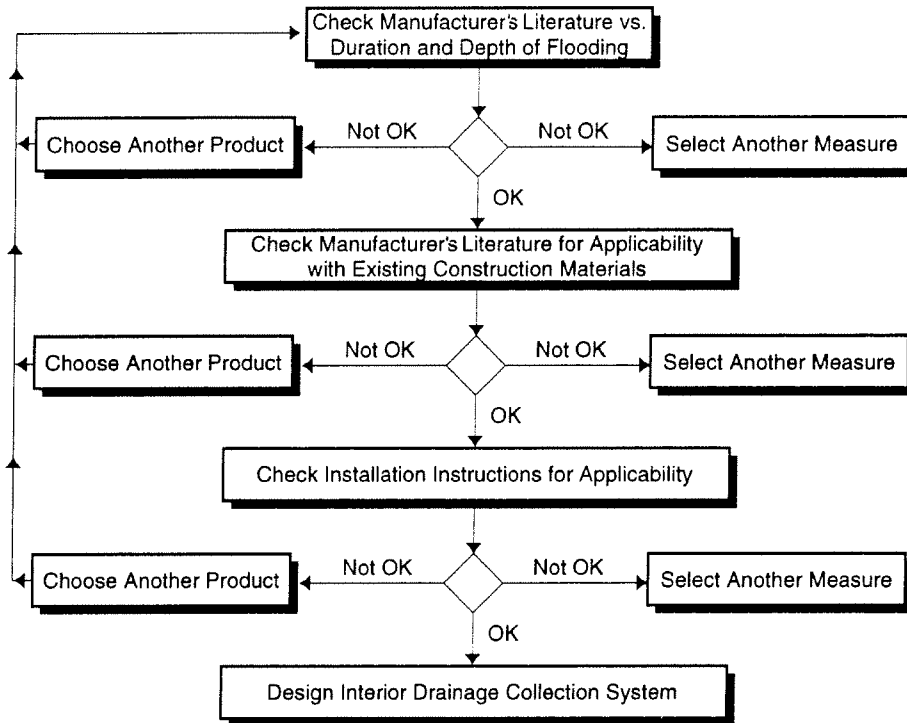 Check Manufacturer's Literature vs.
Duration and Depth of Flooding
Not OK
Not OK
Choose Another Product
Select Another Measure
OK
Check Manufacturer's Literature for Applicability
with Existing Construction Materials
Not OK
Not OK
Choose Another Product
Select Another Measure
OK
Check Installation Instructions for Applicability
Not OK
Not OK
Choose Another Product
Select Another Measure
OK
Design Interior Drainage Collection System